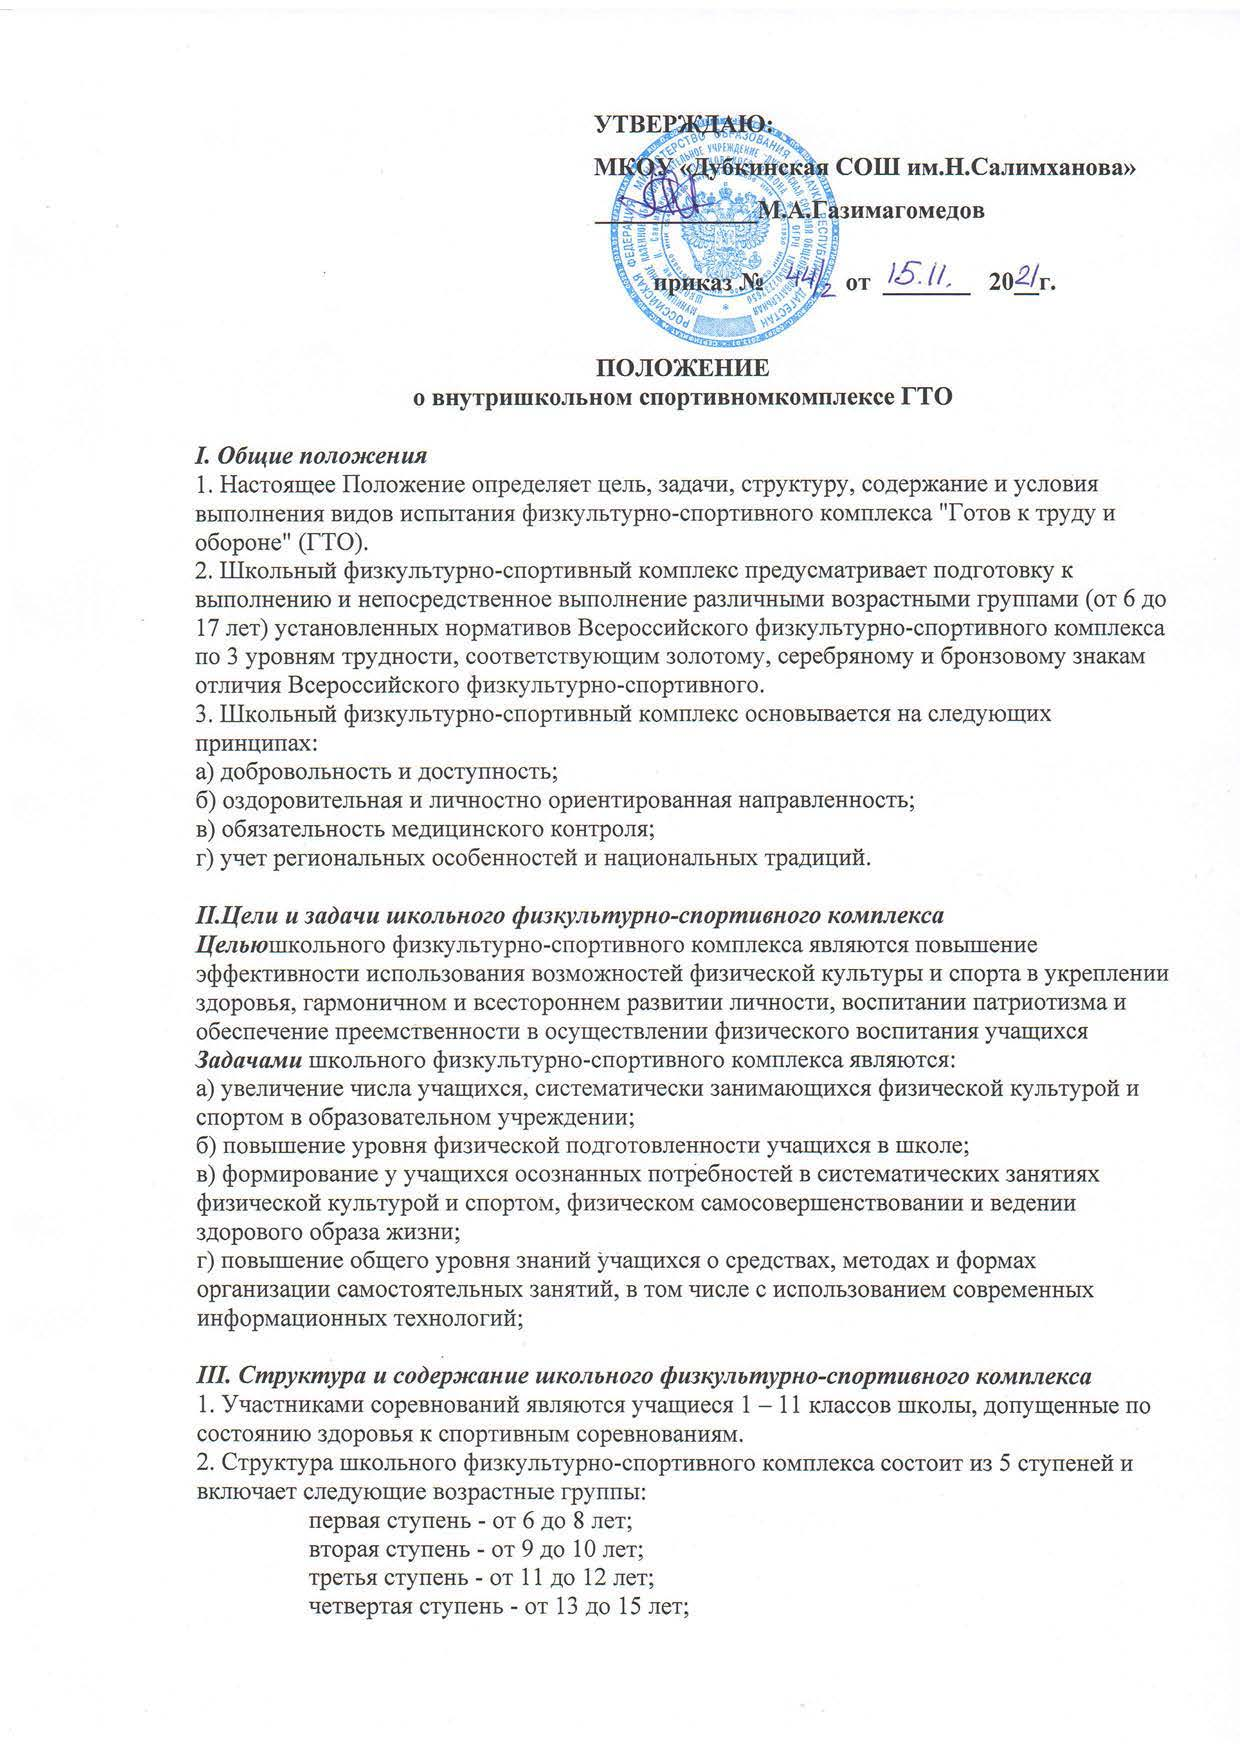 УТВЕРЖДАЮ:
МКОУ «Дубкинская СОШ им.Н.Салимханова»
_____________М.А.Газимагомедов
приказ № 44/2 от 15.11. 2021г.
ПОЛОЖЕНИЕ
о внутришкольном спортивномкомплексе ГТО
I. Общие положения
1. Настоящее Положение определяет цель, задачи, структуру, содержание и условия
выполнения видов испытания физкультурно-спортивного комплекса "Готов к труду и
обороне" (ГТО).
2. Школьный физкультурно-спортивный комплекс предусматривает подготовку к
выполнению и непосредственное выполнение различными возрастными группами (от 6 до
17 лет) установленных нормативов Всероссийского физкультурно-спортивного комплекса
по 3 уровням трудности, соответствующим золотому, серебряному и бронзовому знакам
отличия Всероссийского физкультурно-спортивного.
3. Школьный физкультурно-спортивный комплекс основывается на следующих
принципах:
а) добровольность и доступность;
б) оздоровительная и личностно ориентированная направленность;
в) обязательность медицинского контроля;
г) учет региональных особенностей и национальных традиций.
II.Цели и задачи школьного физкультурно-спортивного комплекса
Цельюшкольного физкультурно-спортивного комплекса являются повышение
эффективности использования возможностей физической культуры и спорта в укреплении
здоровья, гармоничном и всестороннем развитии личности, воспитании патриотизма и
обеспечение преемственности в осуществлении физического воспитания учащихся
Задачами школьного физкультурно-спортивного комплекса являются:
а) увеличение числа учащихся, систематически занимающихся физической культурой и
спортом в образовательном учреждении;
б) повышение уровня физической подготовленности учащихся в школе;
в) формирование у учащихся осознанных потребностей в систематических занятиях
физической культурой и спортом, физическом самосовершенствовании и ведении
здорового образа жизни;
г) повышение общего уровня знаний учащихся о средствах, методах и формах
организации самостоятельных занятий, в том числе с использованием современных
информационных технологий;
III. Структура и содержание школьного физкультурно-спортивного комплекса
1. Участниками соревнований являются учащиеся 1 – 11 классов школы, допущенные по
состоянию здоровья к спортивным соревнованиям.
2. Структура школьного физкультурно-спортивного комплекса состоит из 5 ступеней и
включает следующие возрастные группы:
первая ступень - от 6 до 8 лет;
вторая ступень - от 9 до 10 лет;
третья ступень - от 11 до 12 лет;
четвертая ступень - от 13 до 15 лет;
РОССИЙСКАЯ ФЕДЕРАЦИЯ МИНИСТЕРСТВО ОБРАЗОВАНИЯ И НАУКИ РЕСПУБЛИКИ ДАГЕСТАН